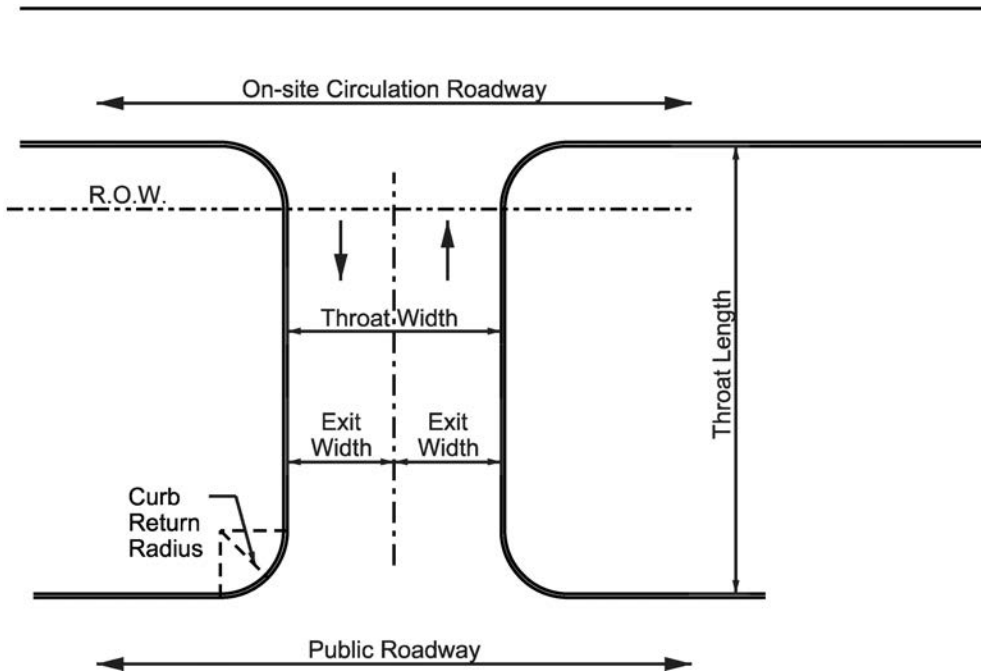 On-site Circulation Roadway
R.O.W.
Throat Width
Throat Length
Exit
Width
Exit
Width
Curb
Return
Radius
Public Roadway